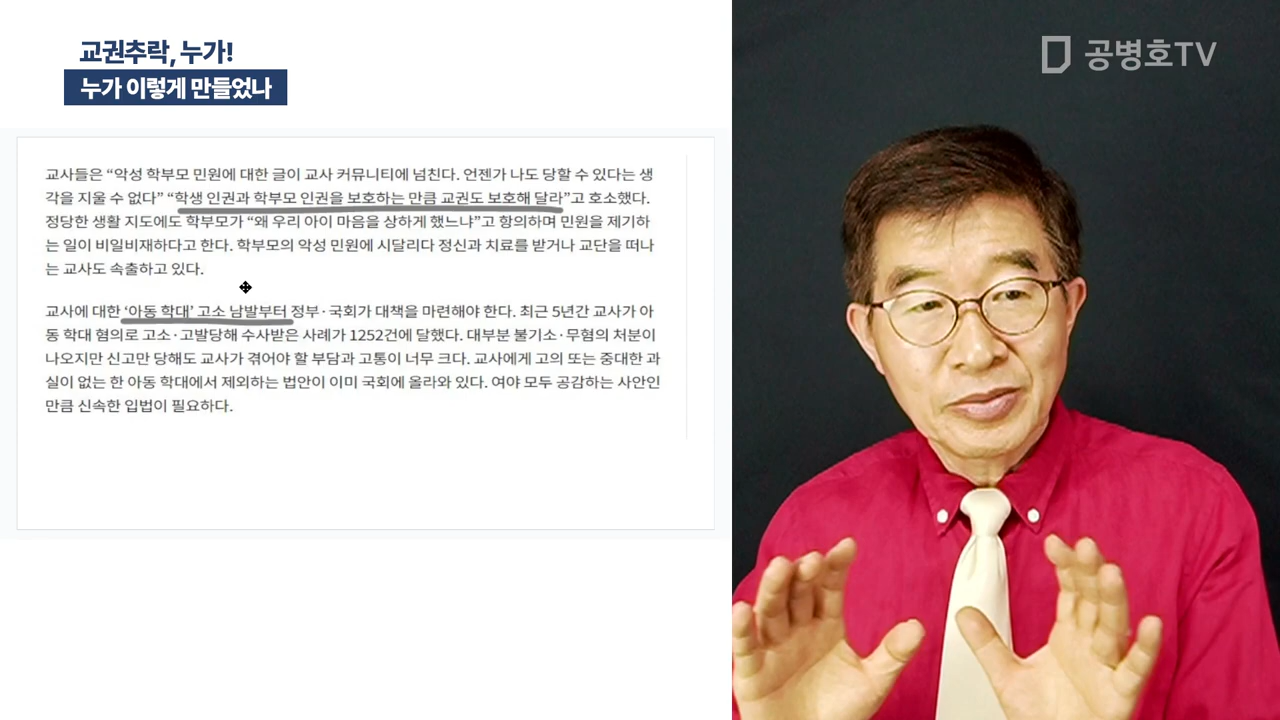 교권추락, 누가!
누가 이렇게 만들었나
공병호TV
교사들은 “악성 학부모 민원에 대한 글이 교사 커뮤니티에 넘친다. 언젠가 나도 당할 수 있다는 생
각을 지울 수 없다” “학생 인권과 학부모 인권을 보호하는 만큼 교권도 보호해 달라”고 호소했다.
정당한 생활 지도에도 학부모가 “왜 우리 아이 마음을 상하게 했느냐”고 항의하며 민원을 제기하
는 일이 비일비재하다고 한다. 학부모의 악성 민원에 시달리다 정신과 치료를 받거나 교단을 떠나
는 교사도 속출하고 있다.
교사에 대한 ‘아동 학대’ 고소 남발부터 정부·국회가 대책을 마련해야 한다. 최근 5년간 교사가 아
동 학대 혐의로 고소·고발당해 수사받은 사례가 1252건에 달했다. 대부분 불기소·무혐의 처분이
나오지만 신고만 당해도 교사가 겪어야 할 부담과 고통이 너무 크다. 교사에게 고의 또는 중대한 과
실이 없는 한 아동 학대에서 제외하는 법안이 이미 국회에 올라와 있다. 여야 모두 공감하는 사안인
만큼 신속한 입법이 필요하다.